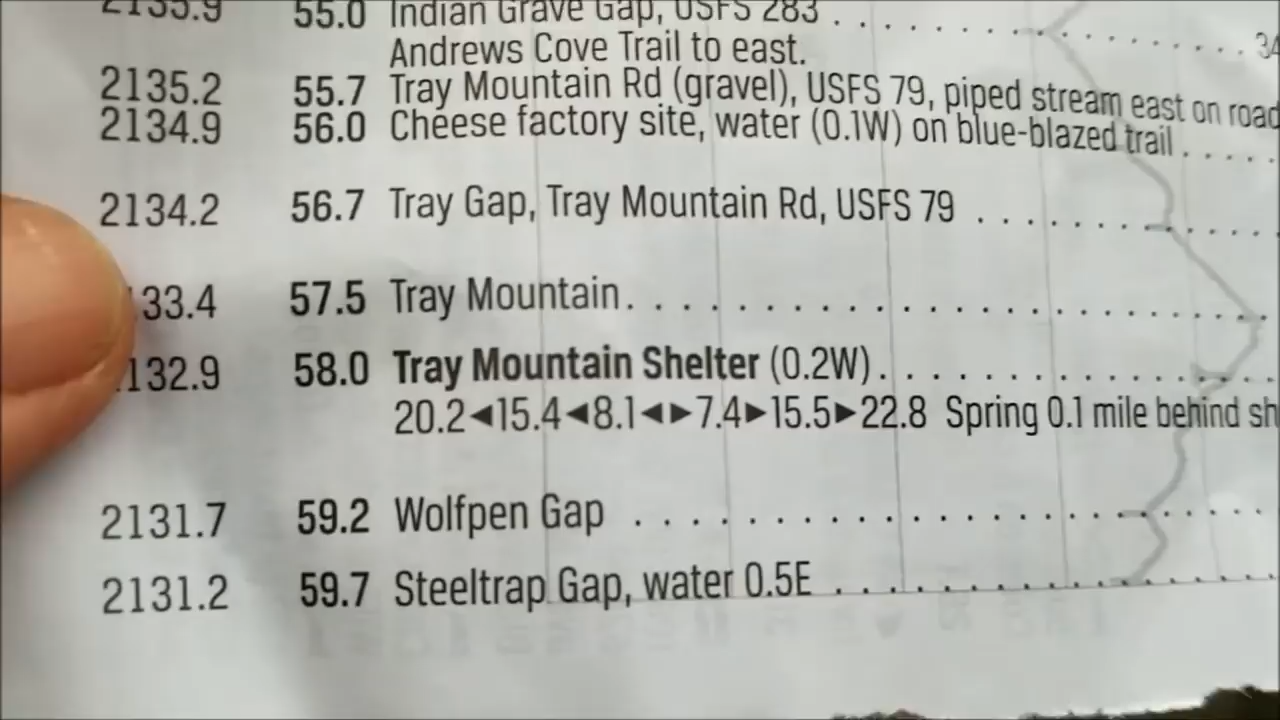 2135.9 55.0 Indian Grave Gap, USFS 283 . . . . . . . . . . . . 34
Andrews Cove Trail to east.
2135.2 55.7 Tray Mountain Rd (gravel), USFS 79, piped stream east on road
2134.9 56.0 Cheese factory site, water (0.1W) on blue-blazed trail . . . . .
2134.2 56.7 Tray Gap, Tray Mountain Rd, USFS 79 . . . . . . . . . . .
33.4 57.5 Tray Mountain. . . . . . . . . . . . . . . . . . . . . . .
132.9 58.0 Tray Mountain Shelter (0.2W). . . . . . . . . . . . . . .
20.2◀15.4◀8.1◀▶7.4▶15.5▶22.8 Spring 0.1 mile behind sh
2131.7 59.2 Wolfpen Gap . . . . . . . . . . . . . . . . . . . . . . .
2131.2 59.7 Steeltrap Gap, water 0.5E . . . . . . . . . . . . . . . .